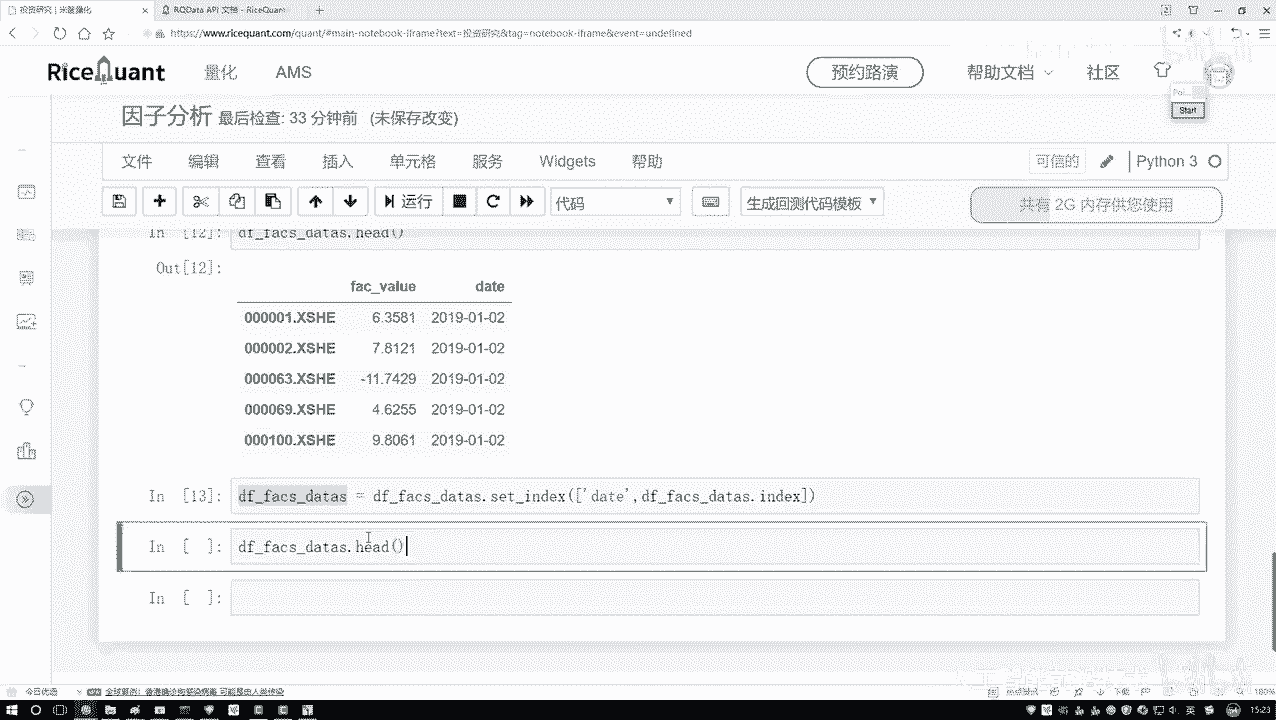 投资研究 | 米筐量化
RQData API 文档 - RiceQuant
https://www.ricequant.com/quant/#main-notebook-iframe?text=投资研究&tag=notebook-iframe&event=undefined
RiceQuant 量化 AMS 预约路演 帮助文档 社区
Start
因子分析 最后检查: 33 分钟前 (未保存改变)
文件 编辑 查看 插入 单元格 服务 Widgets 帮助 可信的 Python 3
运行 代码 生成回测代码模板 共有 2G 内存供您使用
In [12]: df_facs_datas.head()
Out[12]:
fac_value date
000001.XSHE 6.3581 2019-01-02
000002.XSHE 7.8121 2019-01-02
000063.XSHE -11.7429 2019-01-02
000069.XSHE 4.6255 2019-01-02
000100.XSHE 9.8061 2019-01-02
In [13]: df_facs_datas = df_facs_datas.set_index(['date',df_facs_datas.index])
In [ ]: df_facs_datas.head()
In [ ]:
今日优选
英
15:23